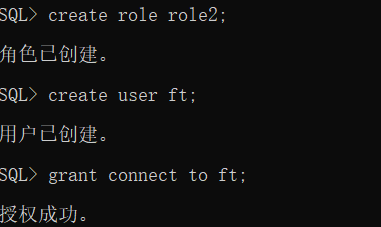 SQL> create role role2;
角色已创建。
SQL> create user ft;
用户已创建。
SQL> grant connect to ft;
授权成功。